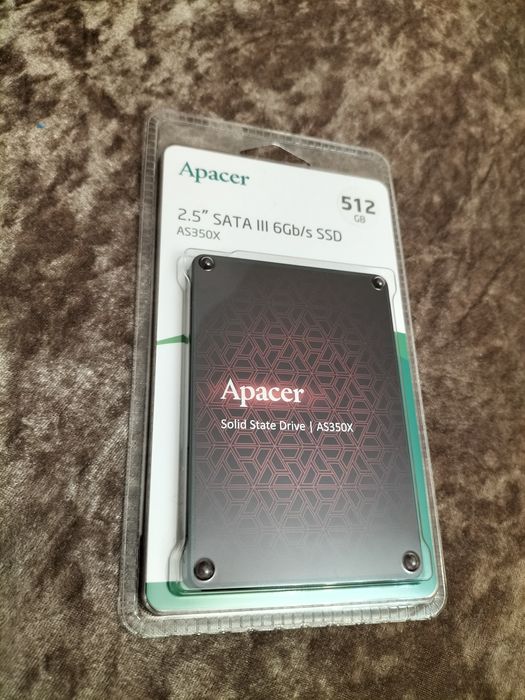 Apacer
512
GB
2.5" SATA III 6Gb/s SSD
AS350X
Apacer
Solid State Drive | AS350X